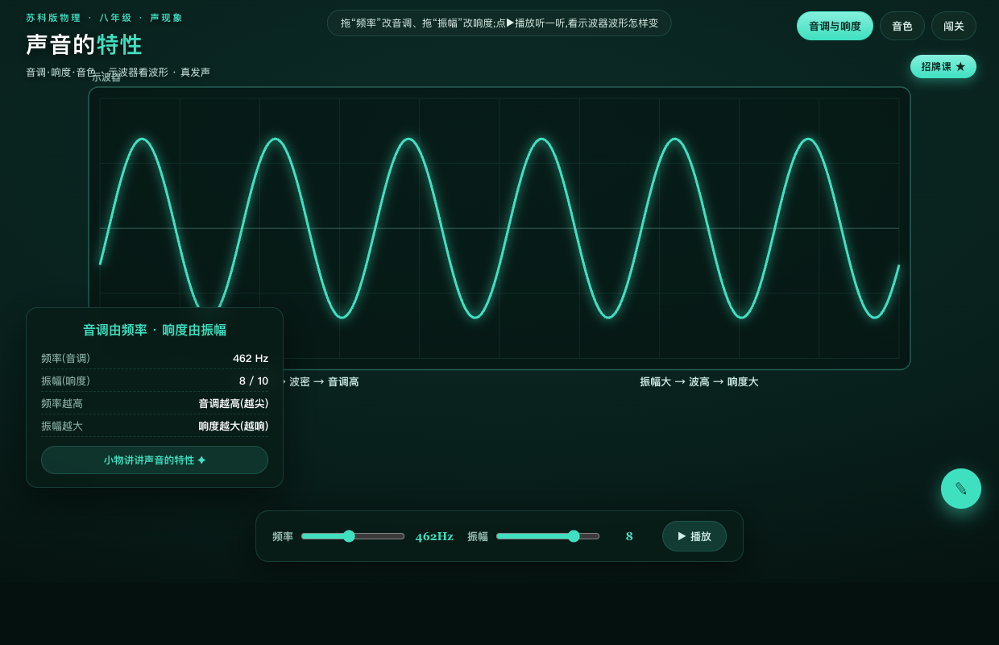 苏科版物理 · 八年级 · 声现象
声音的特性
音调·响度·音色 · 示波器看波形 · 真发声
拖“频率”改音调、拖“振幅”改响度;点▶播放听一听,看示波器波形怎样变
音调与响度
音色
闯关
招牌课 ★
示波器
音调由频率 · 响度由振幅
频率(音调) 462 Hz
振幅(响度) 8 / 10
频率越高 音调越高(越尖)
振幅越大 响度越大(越响)
小物讲讲声音的特性 ✦
→ 波密 → 音调高
振幅大 → 波高 → 响度大
频率 462Hz 振幅 8 ▶ 播放